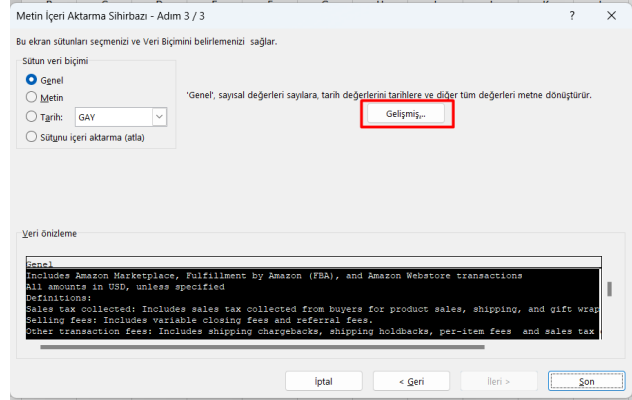 Metin İçeri Aktarma Sihirbazı - Adım 3 / 3
Bu ekran sütunları seçmenizi ve Veri Biçimini belirlemenizi sağlar.
Sütun veri biçimi
Genel
Metin
Tarih: GAY
Sütunu içeri aktarma (atla)
'Genel', sayısal değerleri sayılara, tarih değerlerini tarihlere ve diğer tüm değerleri metne dönüştürür.
Gelişmiş...
Veri önizleme
Genel
Includes Amazon Marketplace, Fulfillment by Amazon (FBA), and Amazon Webstore transactions
All amounts in USD, unless specified
Definitions:
Sales tax collected: Includes sales tax collected from buyers for product sales, shipping, and gift wrap
Selling fees: Includes variable closing fees and referral fees.
Other transaction fees: Includes shipping chargebacks, shipping holdbacks, per-item fees  and sales tax
İptal
< Geri
İleri >
Son